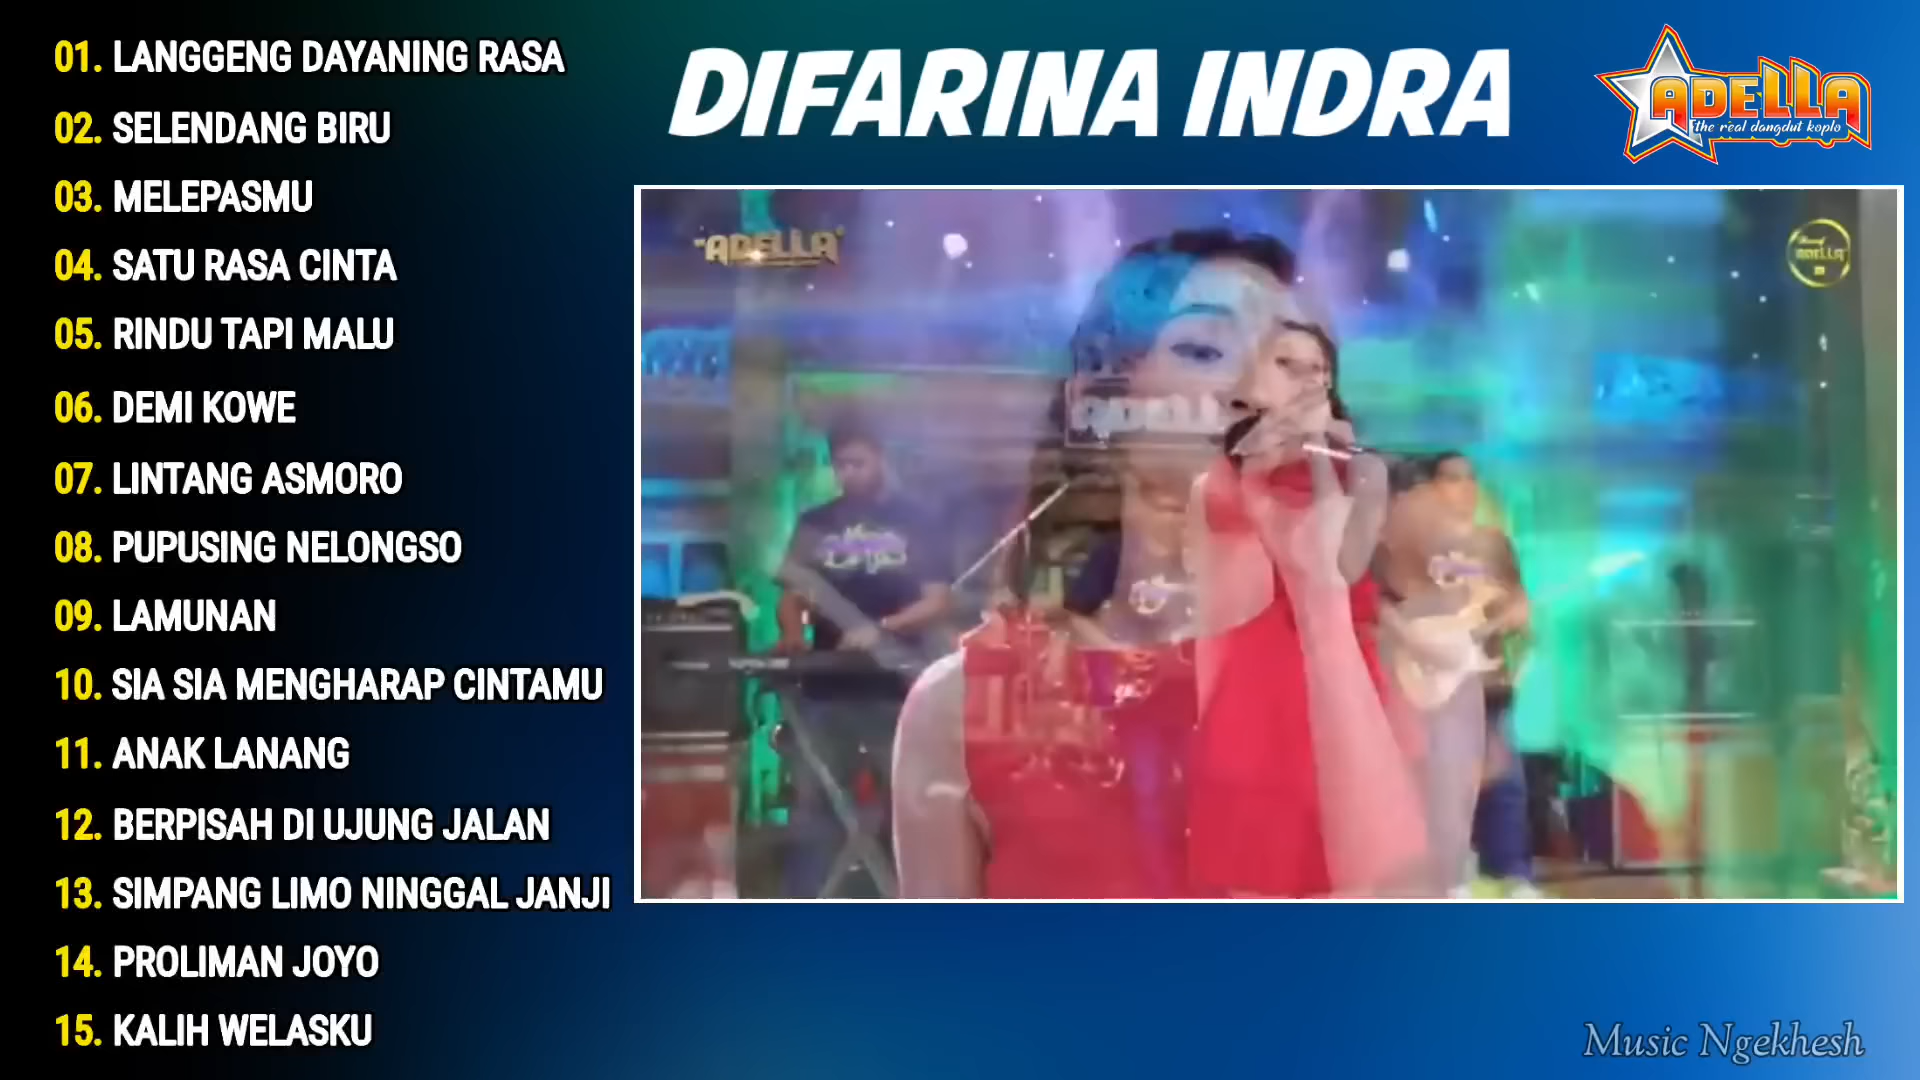 01. LANGGENG DAYANING RASA
02. SELENDANG BIRU
03. MELEPASMU
04. SATU RASA CINTA
05. RINDU TAPI MALU
06. DEMI KOWE
07. LINTANG ASMORO
08. PUPUSING NELONGSO
09. LAMUNAN
10. SIA SIA MENGHARAP CINTAMU
11. ANAK LANANG
12. BERPISAH DI UJUNG JALAN
13. SIMPANG LIMO NINGGAL JANJI
14. PROLIMAN JOYO
15. KALIH WELASKU
DIFARINA INDRA
ADELLA
the real dangdut koplo
ADELLA
ADELLA
ADELLA
Music Ngekhesh